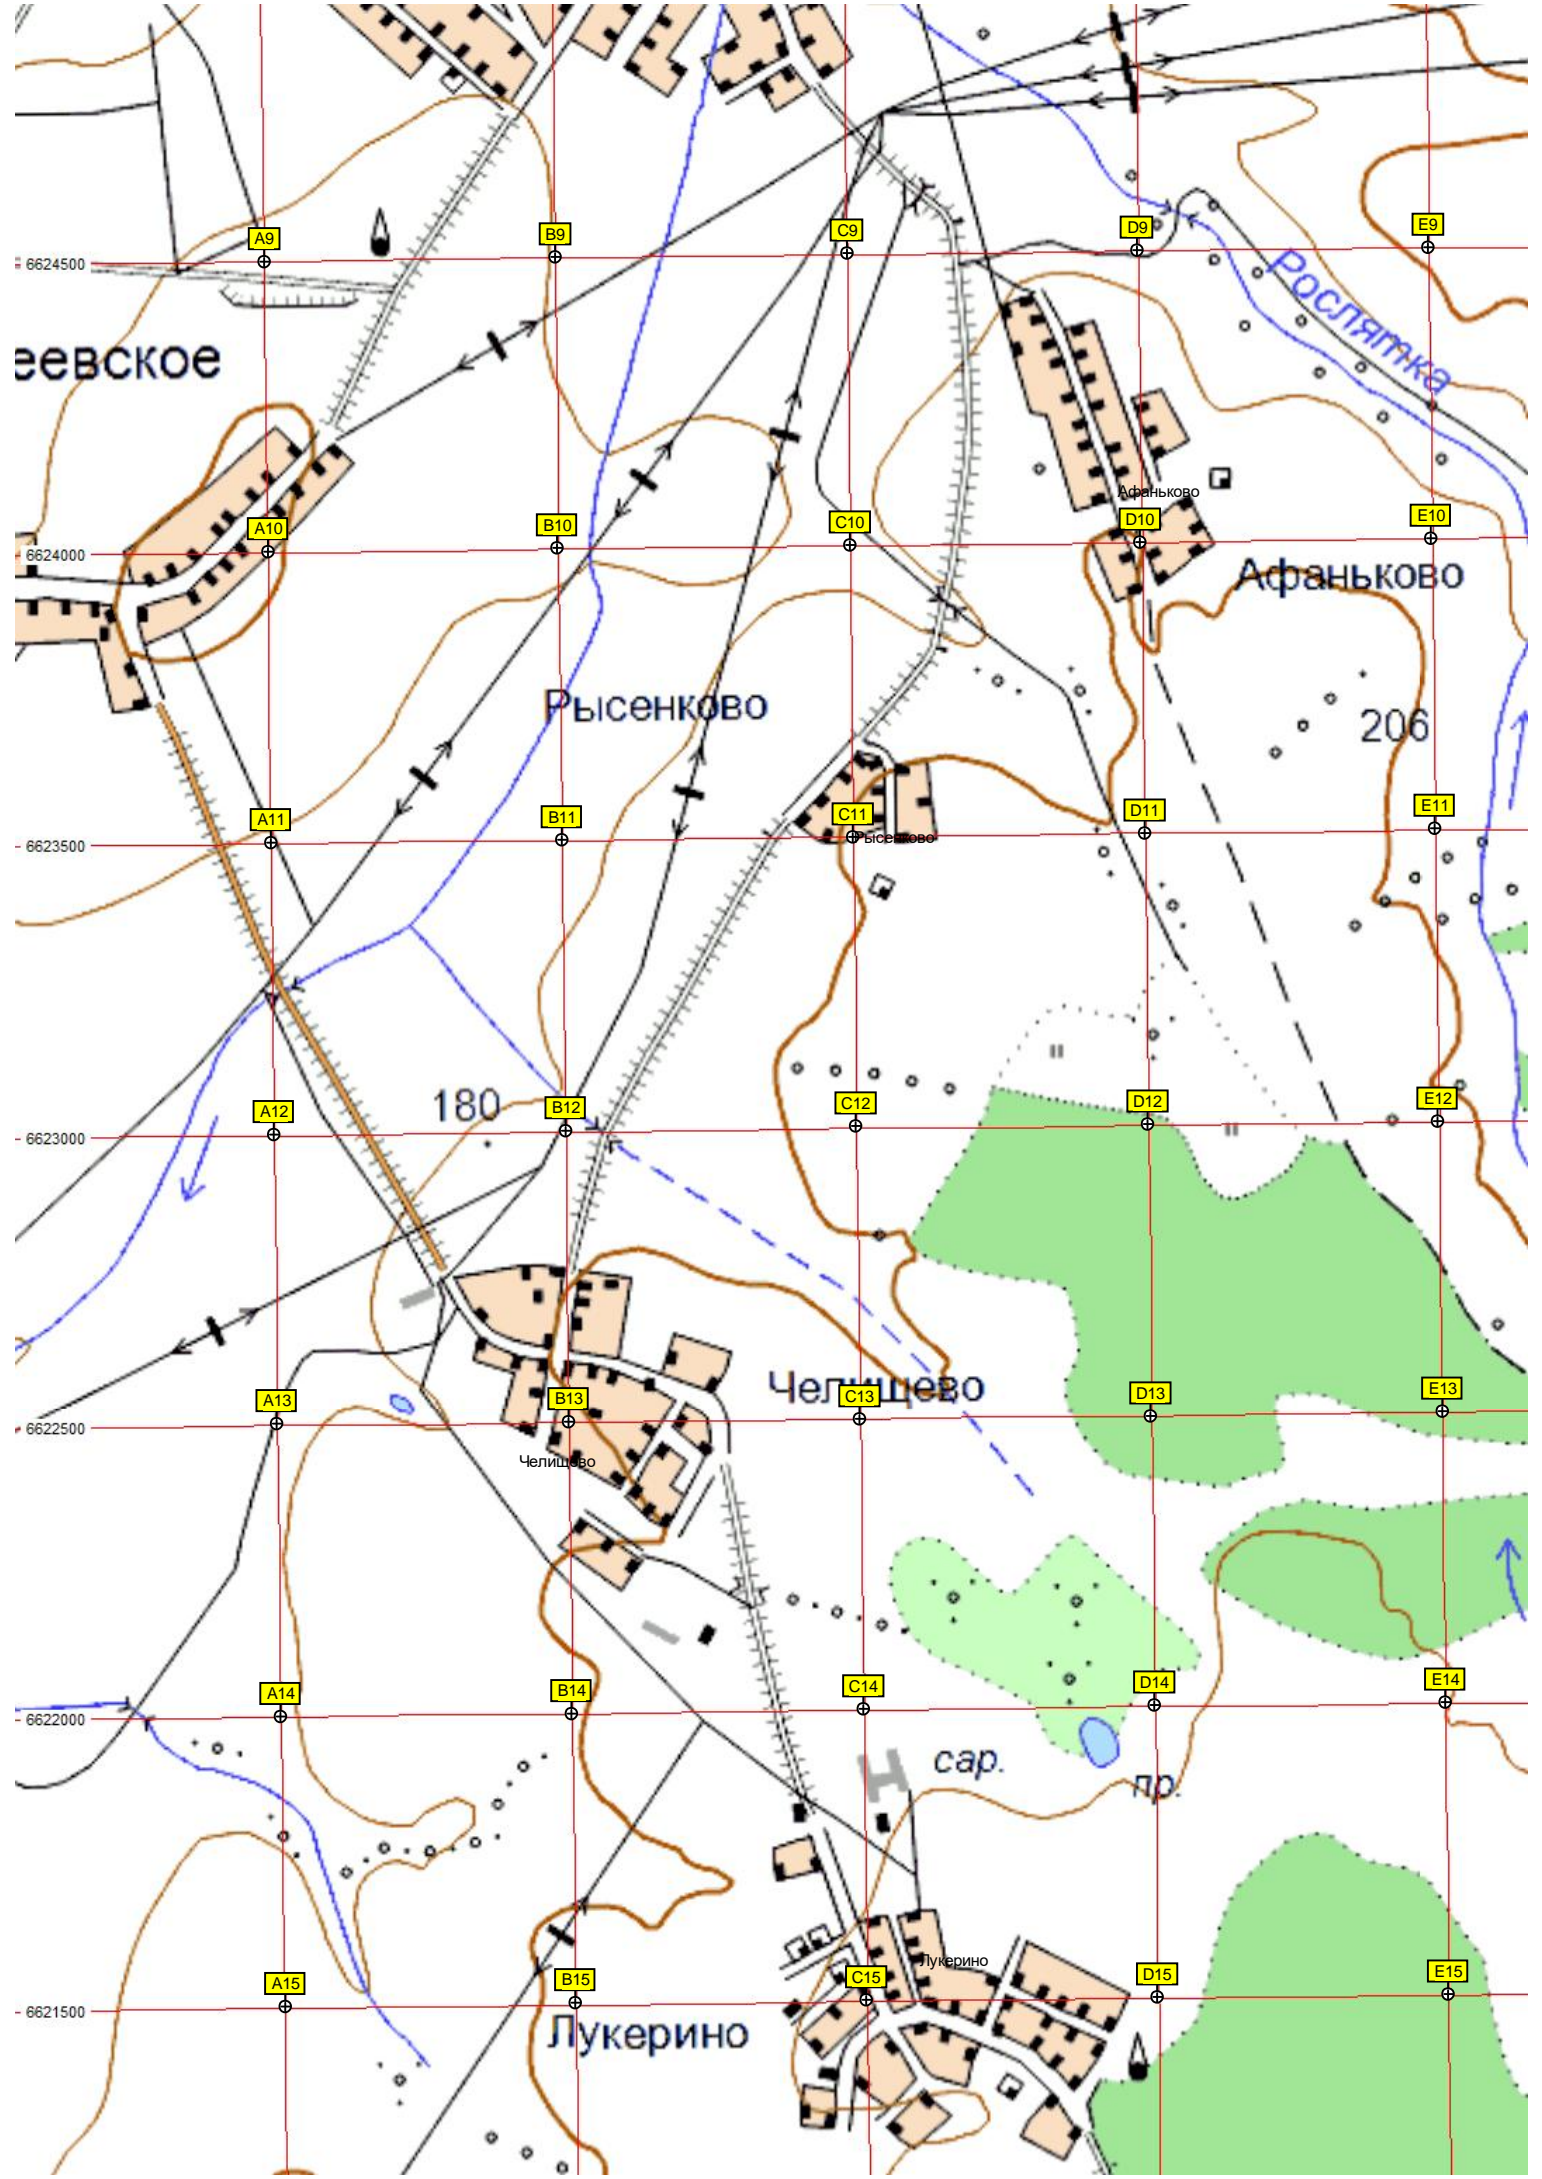 A9
B9
C9
D9
E9
6624500
Рослятка
еевское
Афаньково
A10
B10
C10
D10
E10
6624000
Афаньково
Рысенково
206
A11
B11
C11
D11
E11
6623500
Рысенково
180
A12
B12
C12
D12
E12
6623000
Челищево
A13
B13
C13
D13
E13
6622500
Челищево
A14
B14
C14
D14
E14
6622000
сар.
пр.
Лукерино
A15
B15
C15
D15
E15
6621500
Лукерино